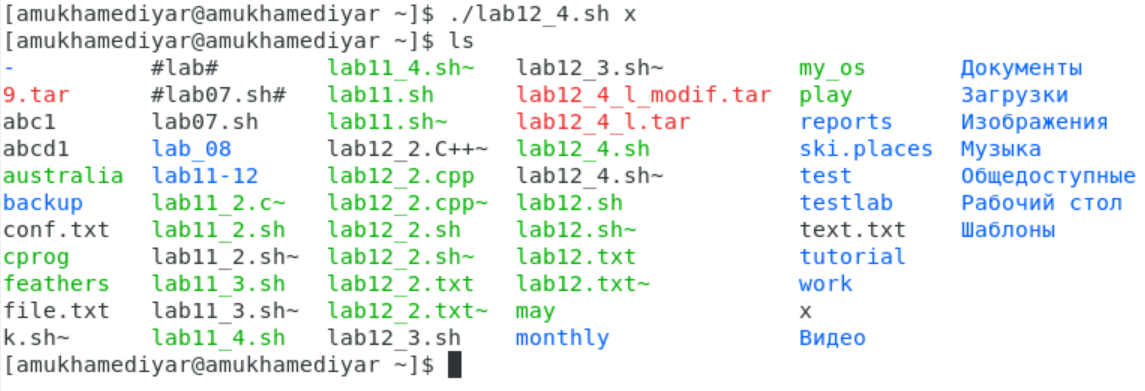 [amukhamediyar@amukhamediyar ~]$ ./lab12_4.sh x
[amukhamediyar@amukhamediyar ~]$ ls
- #lab# lab11_4.sh~ lab12_3.sh~ my_os Документы
9.tar #lab07.sh# lab11.sh lab12_4_l_modif.tar play Загрузки
abc1 lab07.sh lab11.sh~ lab12_4_l.tar reports Изображения
abcd1 lab_08 lab12_2.C++~ lab12_4.sh ski.places Музыка
australia lab11-12 lab12_2.cpp lab12_4.sh~ test Общедоступные
backup lab11_2.c~ lab12_2.cpp~ lab12.sh testlab Рабочий стол
conf.txt lab11_2.sh lab12_2.sh lab12.sh~ text.txt Шаблоны
cprog lab11_2.sh~ lab12_2.sh~ lab12.txt tutorial
feathers lab11_3.sh lab12_2.txt lab12.txt~ work
file.txt lab11_3.sh~ lab12_2.txt~ may x
k.sh~ lab11_4.sh lab12_3.sh monthly Видео
[amukhamediyar@amukhamediyar ~]$